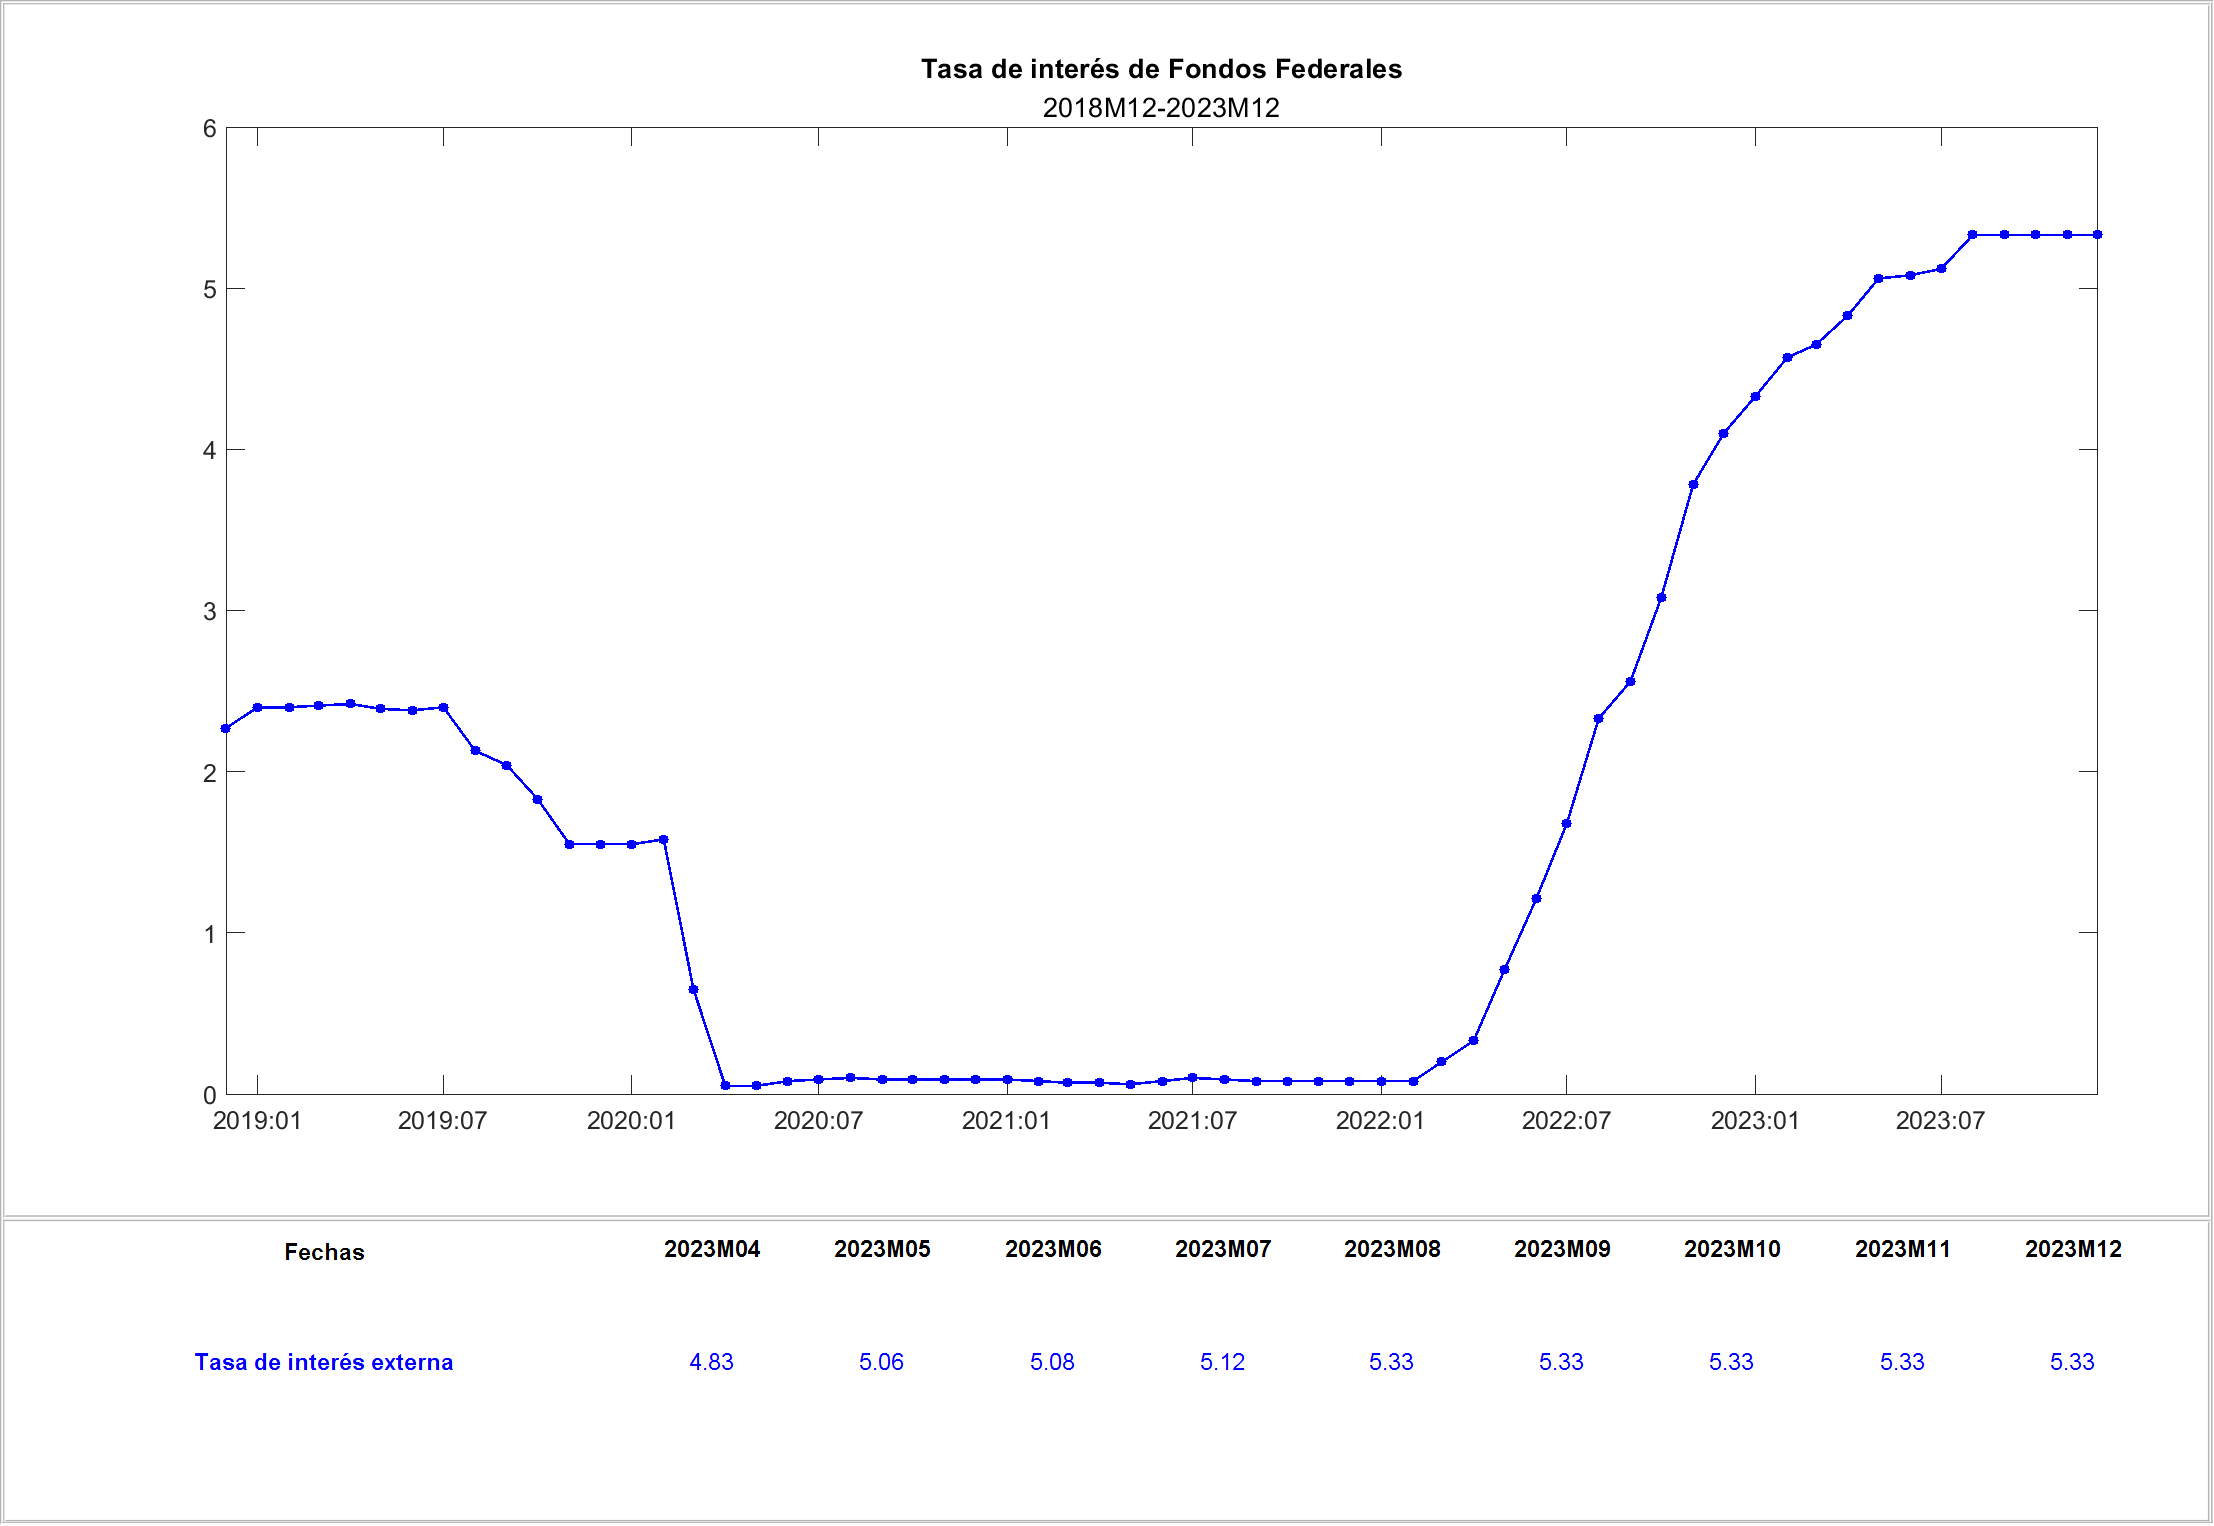 Tasa de interés de Fondos Federales
2018M12-2023M12
6
5
4
3
2
1
0
2019:01 2019:07 2020:01 2020:07 2021:01 2021:07 2022:01 2022:07 2023:01 2023:07
Fechas 2023M04 2023M05 2023M06 2023M07 2023M08 2023M09 2023M10 2023M11 2023M12
Tasa de interés externa 4.83 5.06 5.08 5.12 5.33 5.33 5.33 5.33 5.33